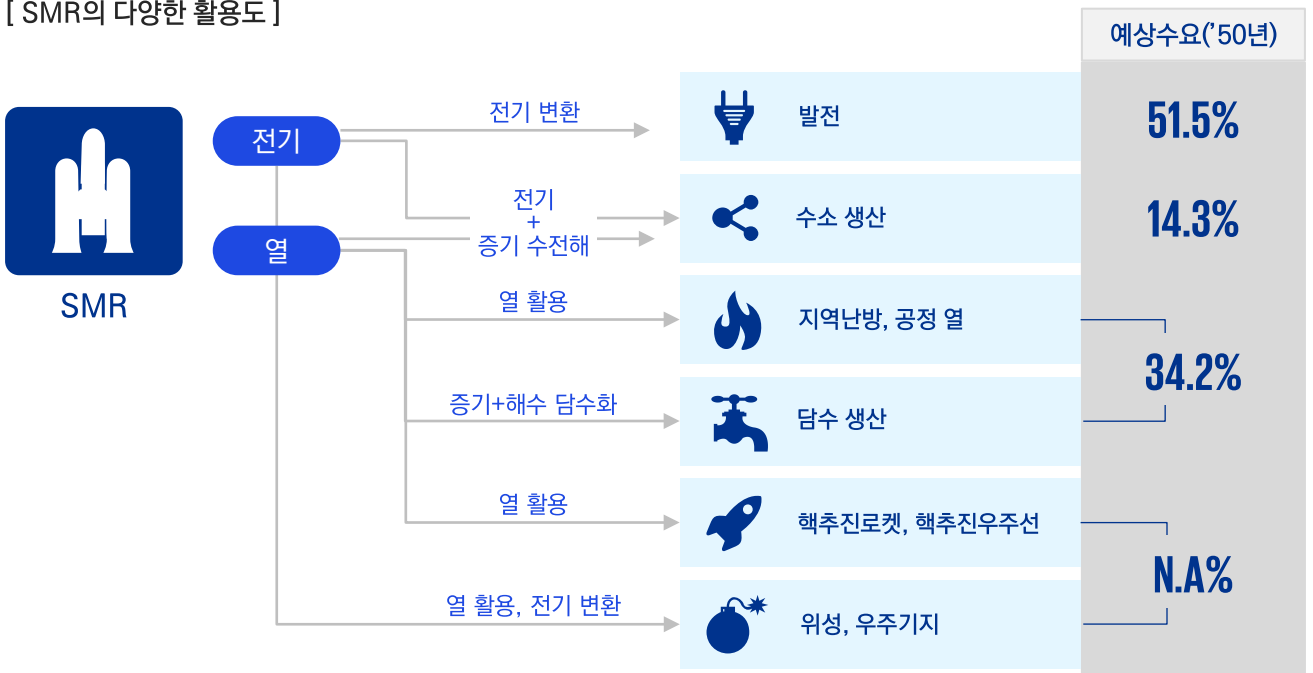 [ SMR의 다양한 활용도 ]
예상수요(’50년)
SMR
전기
열
전기 변환
발전
51.5%
전기
+
증기 수전해
수소 생산
14.3%
열 활용
지역난방, 공정 열
34.2%
증기+해수 담수화
담수 생산
열 활용
핵추진로켓, 핵추진우주선
N.A%
열 활용, 전기 변환
위성, 우주기지